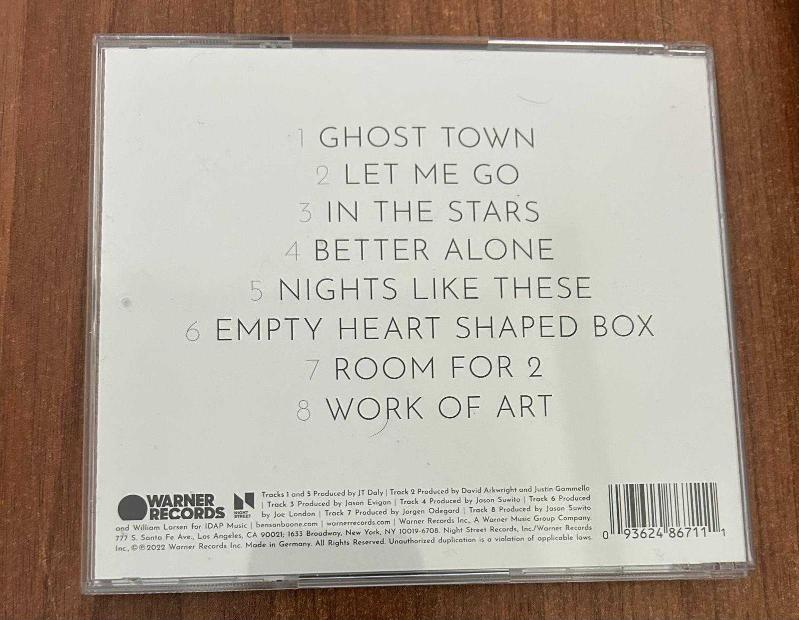 1 GHOST TOWN
2 LET ME GO
3 IN THE STARS
4 BETTER ALONE
5 NIGHTS LIKE THESE
6 EMPTY HEART SHAPED BOX
7 ROOM FOR 2
8 WORK OF ART
WARNER
RECORDS
N
NIGHT
STREET
Tracks 1 and 5 Produced by JT Daly | Track 2 Produced by David Arkwright and Justin Gammella
| Track 3 Produced by Jason Evigan | Track 4 Produced by Jason Suwito | Track 6 Produced
by Joe London | Track 7 Produced by Jorgen Odegard | Track 8 Produced by Jason Suwito
and William Larsen for IDAP Music | bensonboone.com | warnerrecords.com | Warner Records Inc., A Warner Music Group Company.
777 S. Santa Fe Ave., Los Angeles, CA 90021; 1633 Broadway, New York, NY 10019-6708. Night Street Records, Inc./Warner Records
Inc., ©℗2022 Warner Records Inc. Made in Germany. All Rights Reserved. Unauthorized duplication is a violation of applicable laws.
0 93624 86711 1